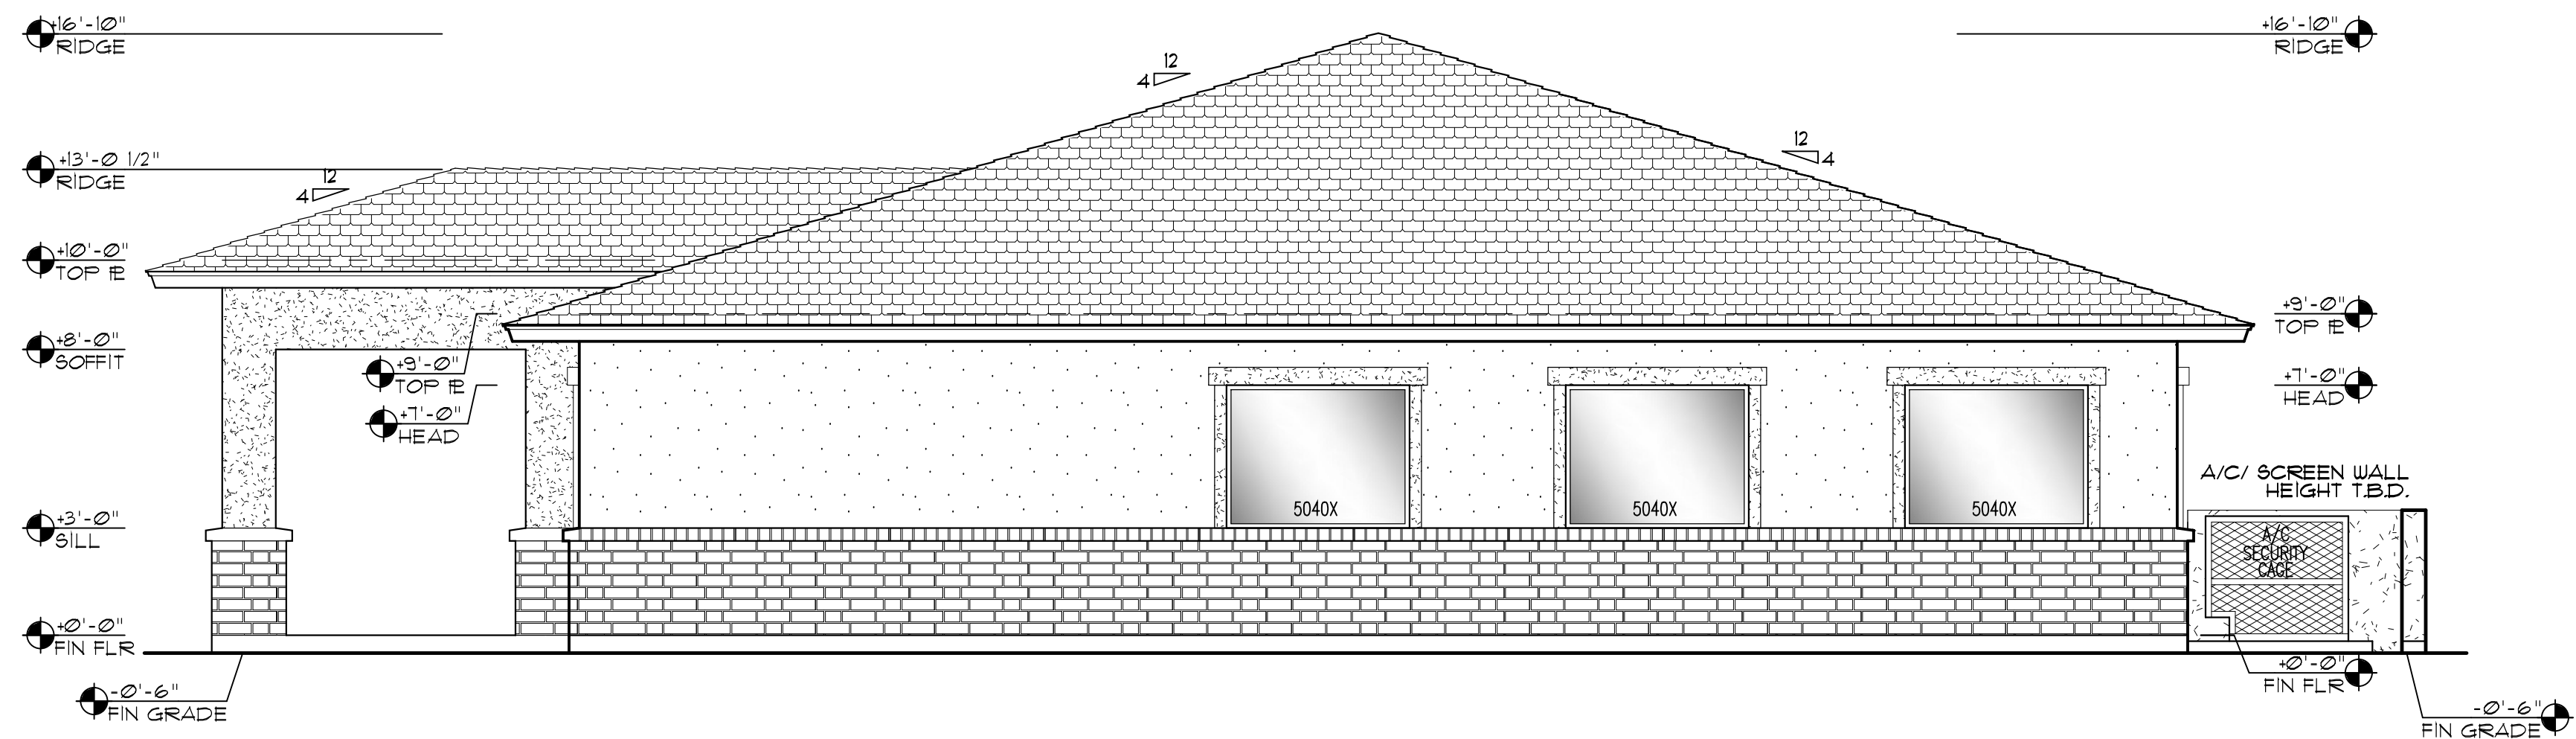 +16'-10"
RIDGE
+16'-10"
RIDGE
12
4
12
4
+13'-0 1/2"
RIDGE
12
4
+10'-0"
TOP PL
+9'-0"
TOP PL
+8'-0"
SOFFIT
+9'-0"
TOP PL
+7'-0"
HEAD
+7'-0"
HEAD
A/C/ SCREEN WALL
HEIGHT T.B.D.
5040X
5040X
5040X
+3'-0"
SILL
A/C
SECURITY
CAGE
+0'-0"
FIN FLR
+0'-0"
FIN FLR
-0'-6"
FIN GRADE
-0'-6"
FIN GRADE